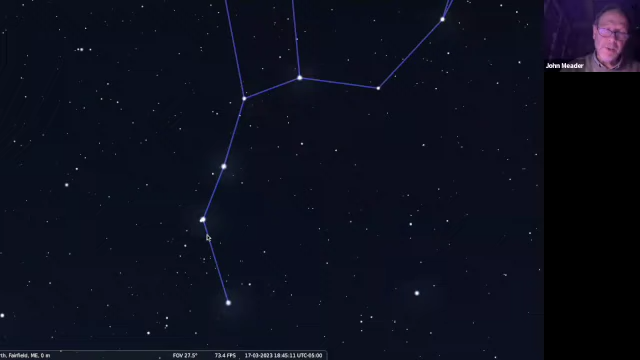 John Meader
rth, Fairfield, ME, 0 m FOV 27.5° 73.4 FPS 17-03-2023 18:45:11 UTC-05:00